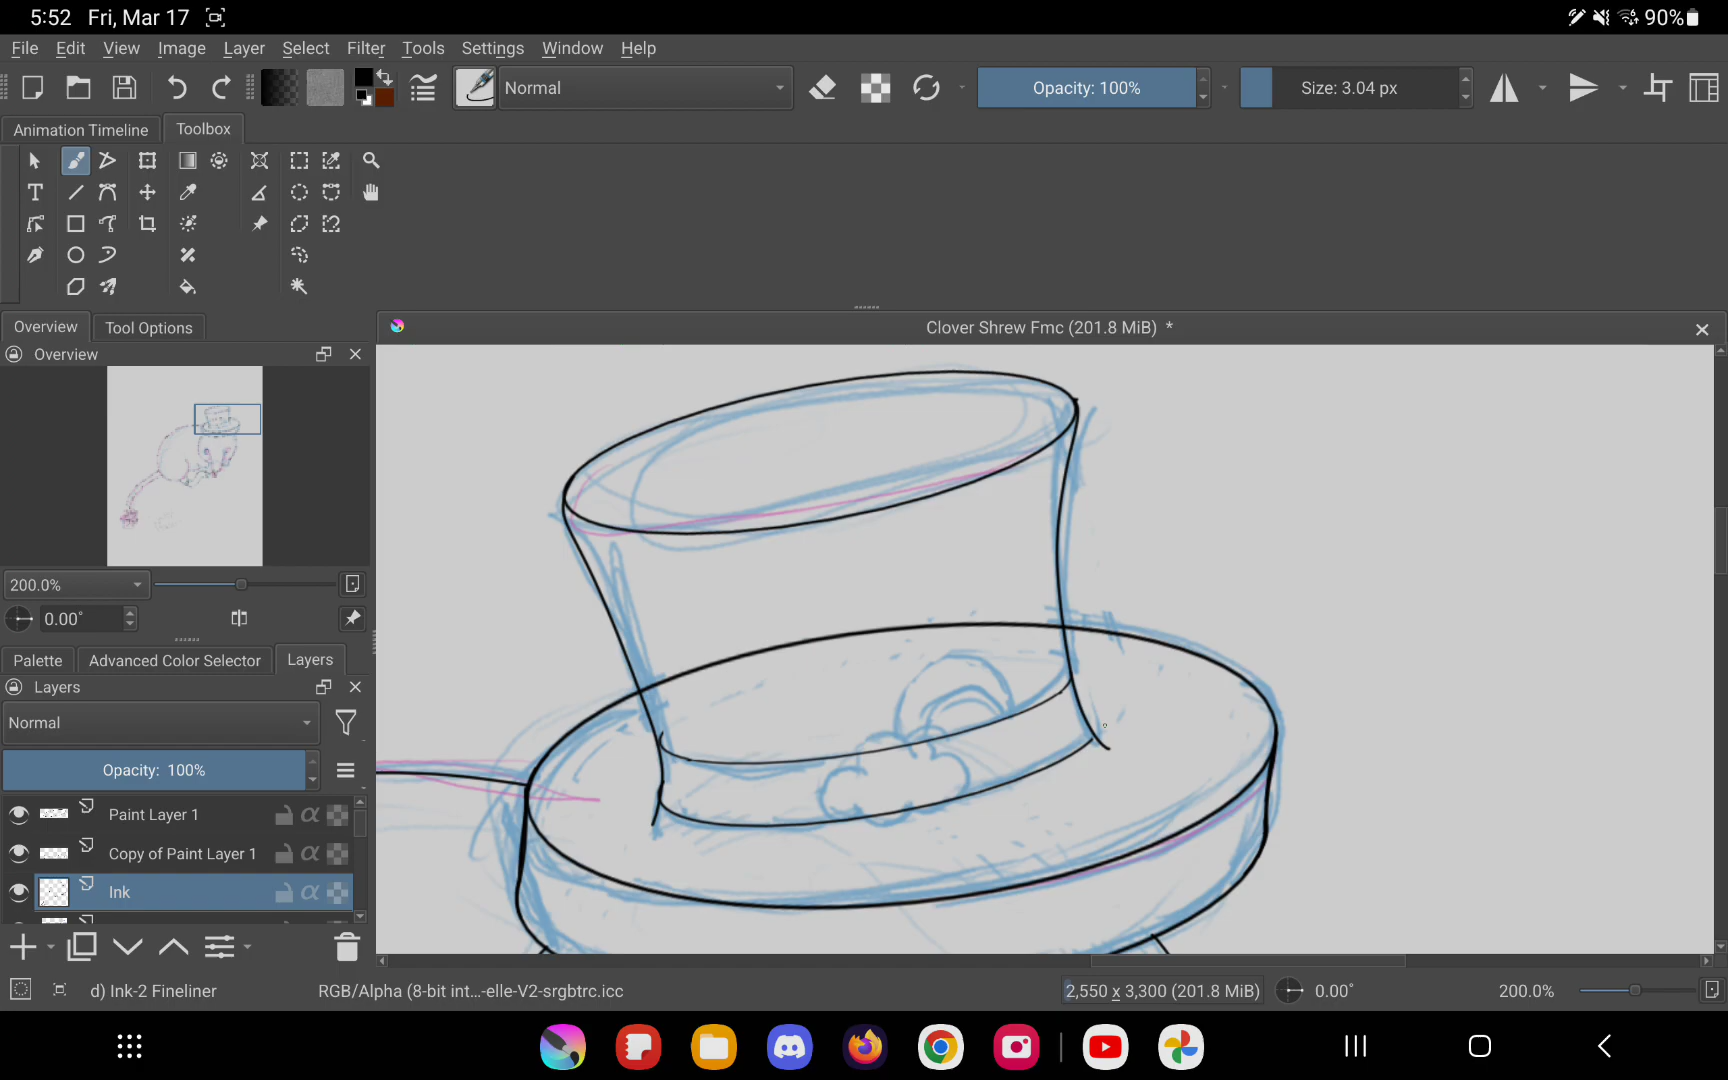 5:52 Fri, Mar 17 90%
File Edit View Image Layer Select Filter Tools Settings Window Help
Normal Opacity: 100% Size: 3.04 px
Animation Timeline Toolbox
Overview Tool Options
Clover Shrew Fmc (201.8 MiB) *
Overview
200.0%
0.00°
Palette Advanced Color Selector Layers
Layers
Normal
Opacity: 100%
Paint Layer 1
Copy of Paint Layer 1
Ink
d) Ink-2 Fineliner RGB/Alpha (8-bit int...-elle-V2-srgbtrc.icc 2,550 x 3,300 (201.8 MiB) 0.00° 200.0%